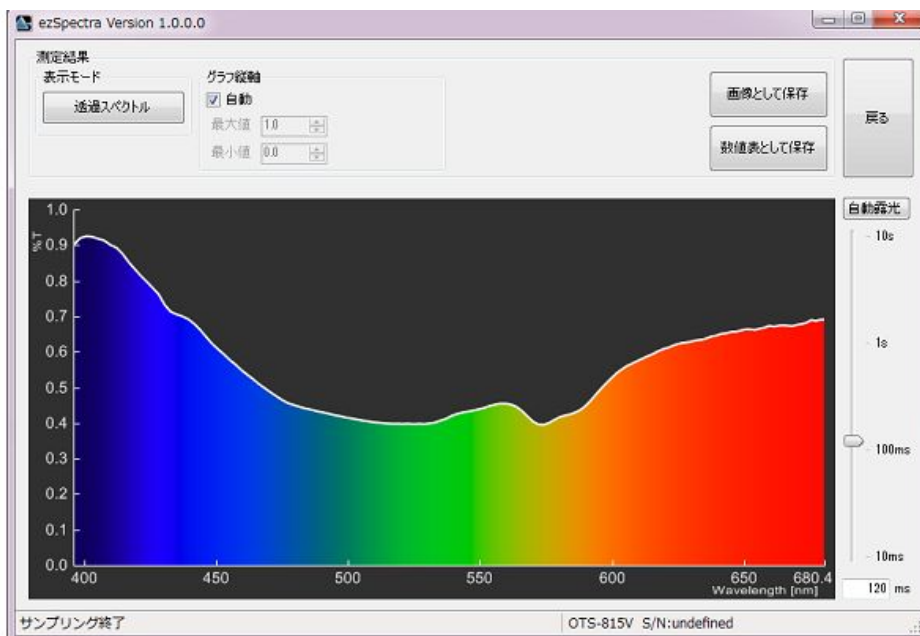 ezSpectra Version 1.0.0.0
測定結果
表示モード
透過スペクトル
グラフ縦軸
自動
最大値 1.0
最小値 0.0
画像として保存
数値表として保存
戻る
自動露光
10s
1s
100ms
10ms
120 ms
%T
1.0
0.9
0.8
0.7
0.6
0.5
0.4
0.3
0.2
0.1
0.0
400 450 500 550 600 650 680.4
Wavelength [nm]
サンプリング終了 OTS-815V S/N:undefined